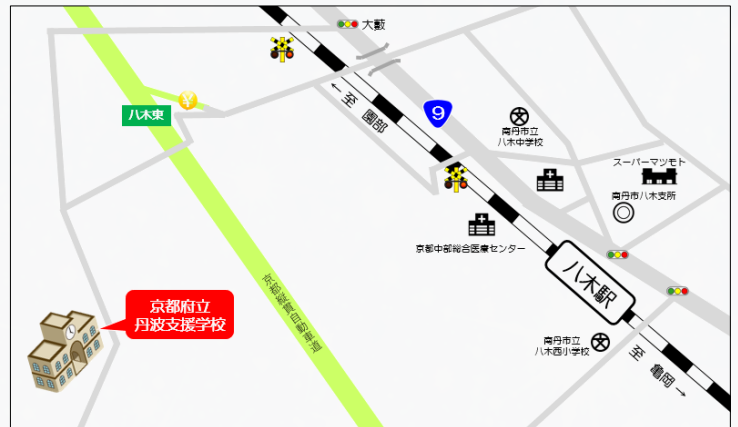 大藪
¥
八木東
← 至 園部
9
南丹市立
八木中学校
スーパーマツモト
南丹市八木支所
京都中部総合医療センター
八木駅
京都縦貫自動車道
京都府立
丹波支援学校
南丹市立
八木西小学校
至 亀岡 →